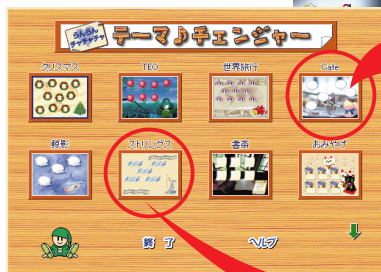 らんらん
チャチャチャ
テーマ♪チェンジャー
クリスマス TEO 世界旅行 Cafe
静影 ストリングス 書斎 おみやげ
終了 ヘルプ